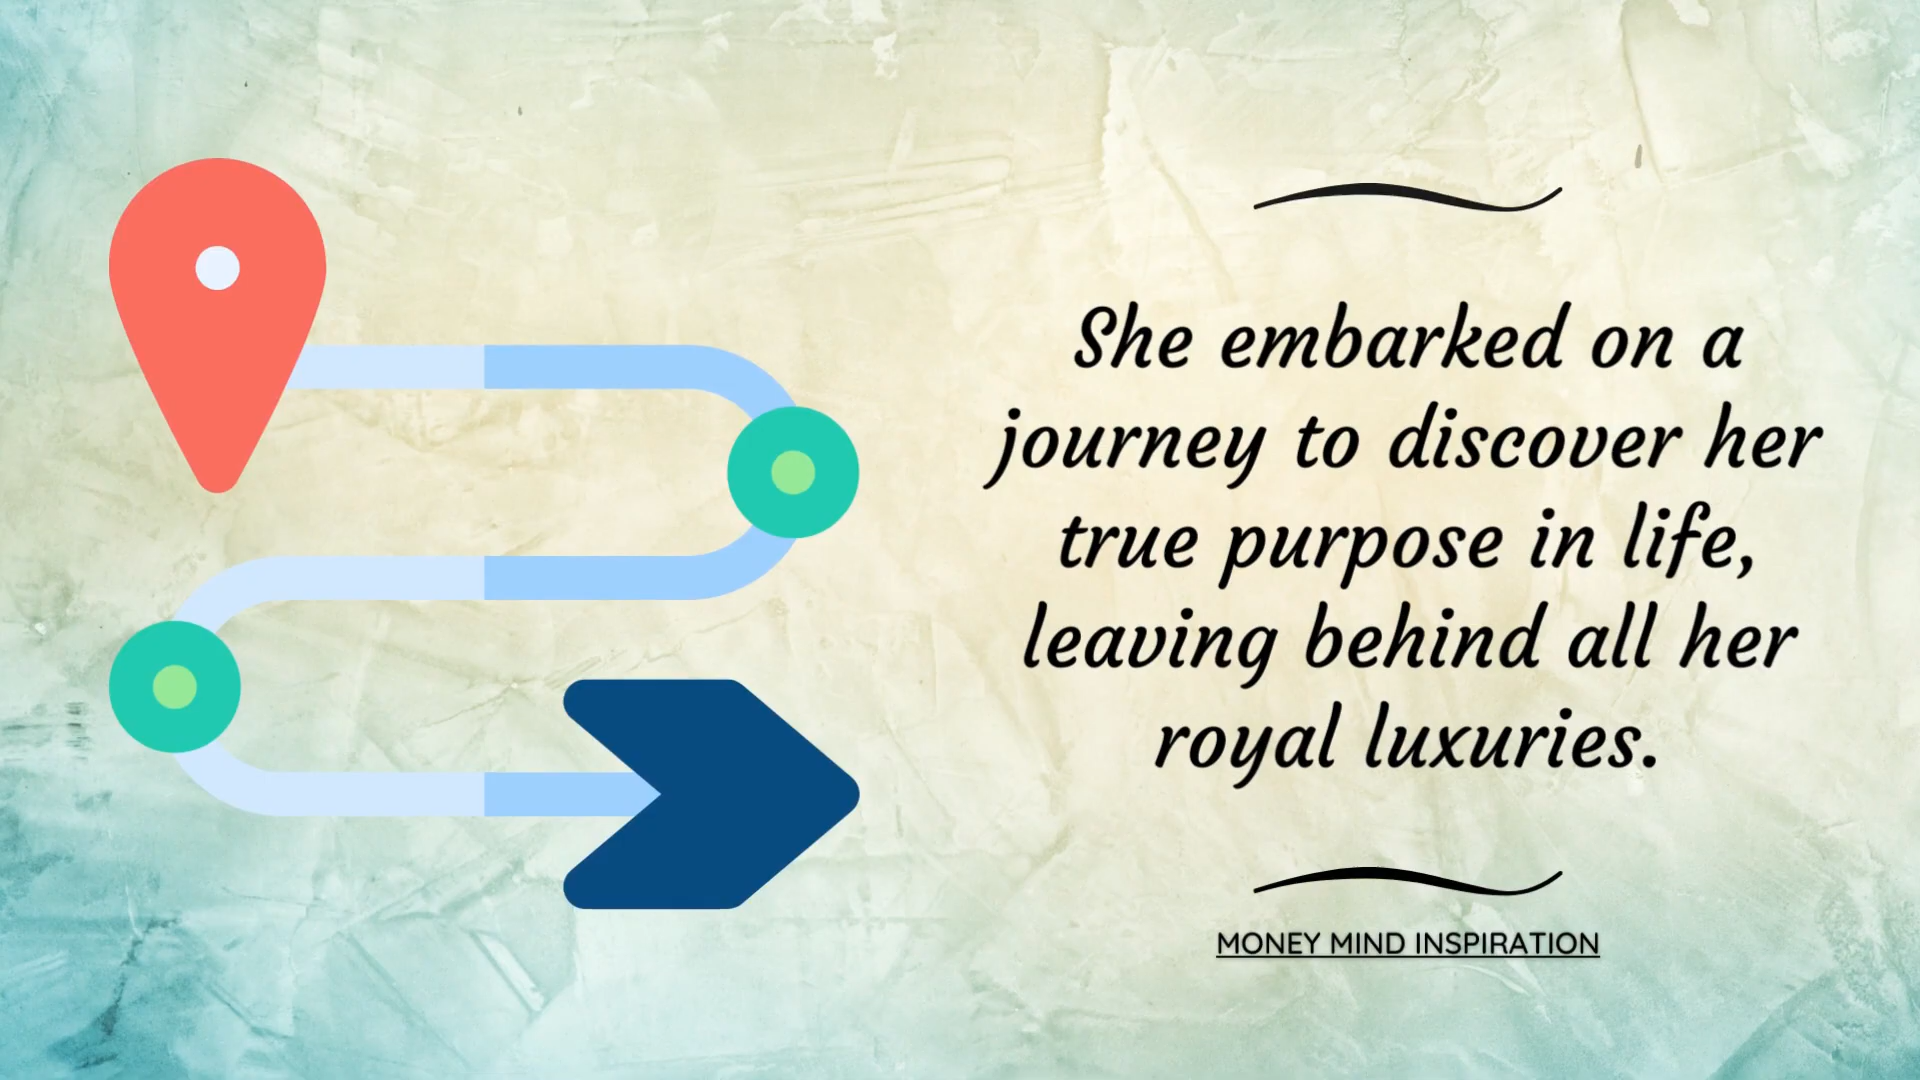 She embarked on a
journey to discover her
true purpose in life,
leaving behind all her
royal luxuries.
MONEY MIND INSPIRATION